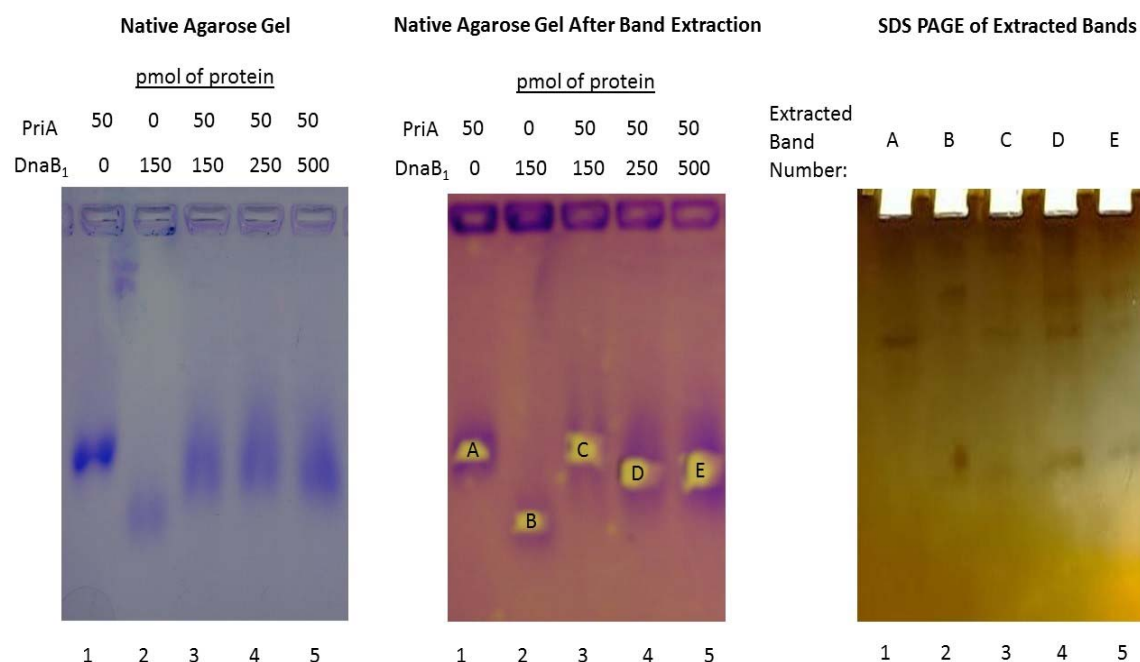 Native Agarose Gel
pmol of protein
PriA 50 0 50 50 50
DnaB₁ 0 150 150 250 500
1 2 3 4 5
Native Agarose Gel After Band Extraction
pmol of protein
PriA 50 0 50 50 50
DnaB₁ 0 150 150 250 500
A
B
C
D
E
1 2 3 4 5
SDS PAGE of Extracted Bands
Extracted
Band A B C D E
Number:
1 2 3 4 5